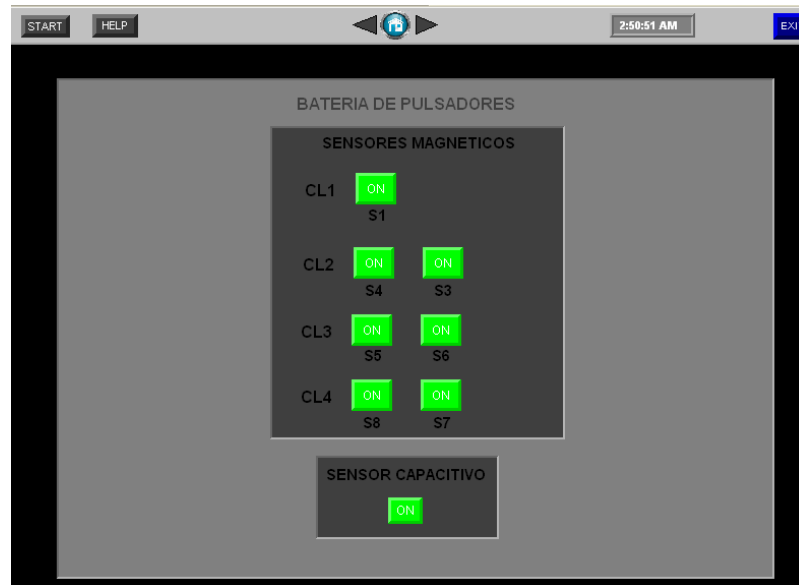 START HELP 2:50:51 AM EXI
BATERIA DE PULSADORES
SENSORES MAGNETICOS
CL1 ON
S1
CL2 ON ON
S4 S3
CL3 ON ON
S5 S6
CL4 ON ON
S8 S7
SENSOR CAPACITIVO
ON